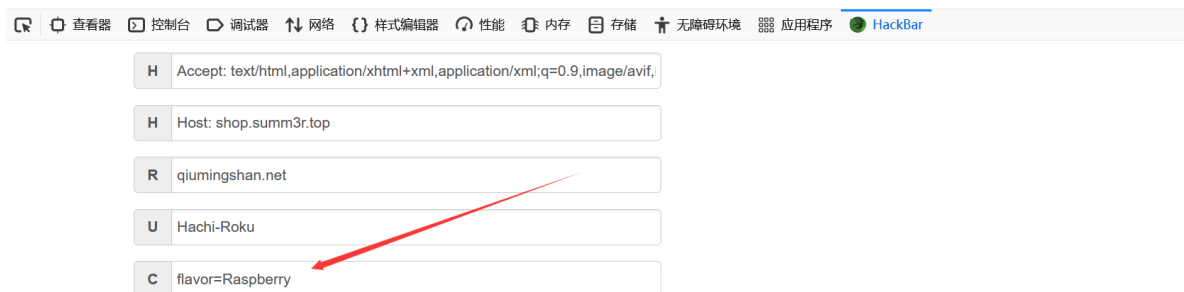 查看器 控制台 调试器 网络 {} 样式编辑器 性能 内存 存储 无障碍环境 应用程序 HackBar
H Accept: text/html,application/xhtml+xml,application/xml;q=0.9,image/avif,
H Host: shop.summ3r.top
R qiumingshan.net
U Hachi-Roku
C flavor=Raspberry